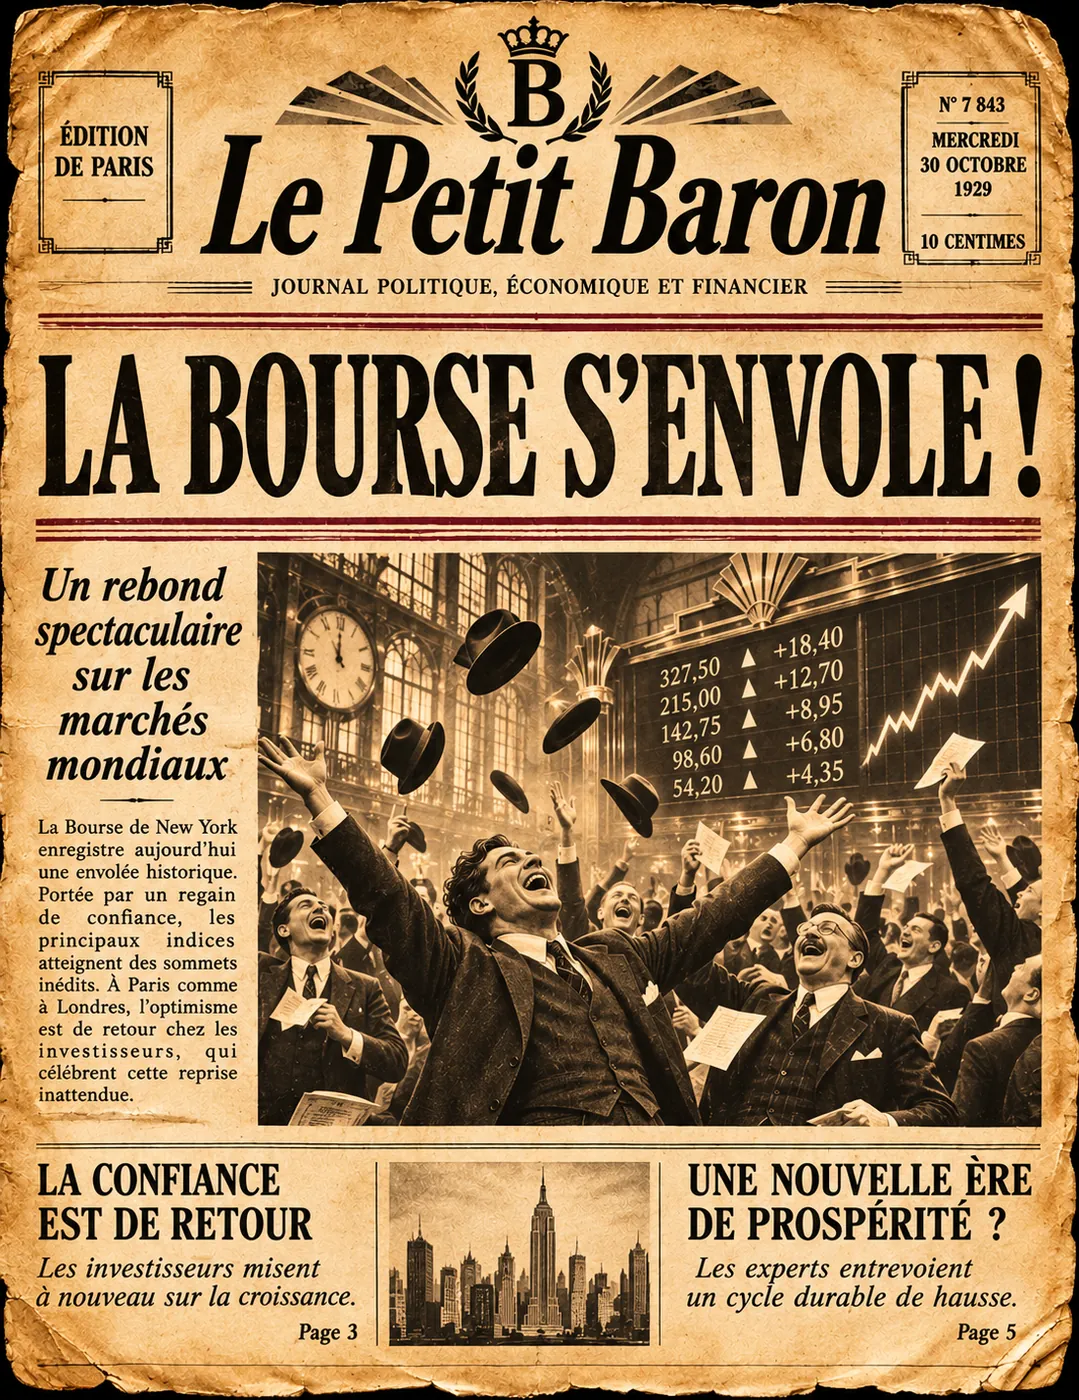 B
ÉDITION
DE PARIS
Le Petit Baron
N° 7 843
MERCREDI
30 OCTOBRE
1929
10 CENTIMES
JOURNAL POLITIQUE, ÉCONOMIQUE ET FINANCIER
LA BOURSE S'ENVOLE !
Un rebond
spectaculaire
sur les
marchés
mondiaux
La Bourse de New York
enregistre aujourd'hui
une envolée historique.
Portée par un regain
de confiance, les
principaux indices
atteignent des sommets
inédits. À Paris comme
à Londres, l'optimisme
est de retour chez les
investisseurs, qui
célèbrent cette reprise
inattendue.
327,50 ▲ +18,40
215,00 ▲ +12,70
142,75 ▲ +8,95
98,60 ▲ +6,80
54,20 ▲ +4,35
LA CONFIANCE
EST DE RETOUR
Les investisseurs misent
à nouveau sur la croissance.
Page 3
UNE NOUVELLE ÈRE
DE PROSPÉRITÉ ?
Les experts entrevoient
un cycle durable de hausse.
Page 5